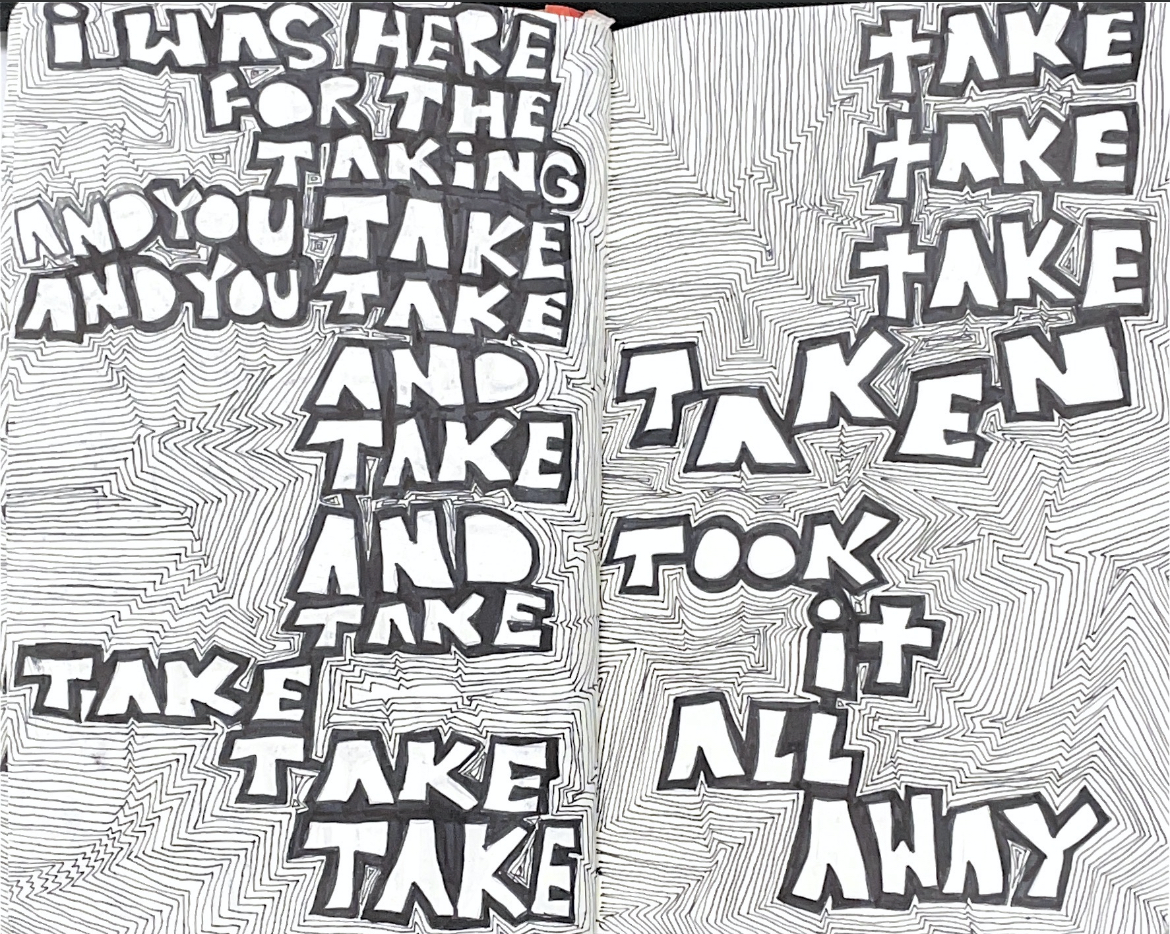 i WAS HERE
FOR THE
TAKiNG
AND YOU TAKE
AND YOU TAKE
AND
TAKE
AND
TAKE
TAKE
TAKE
TAKE
tAKE
tAKE
tAKE
TAKEN
TOOK
it
ALL
AWAY